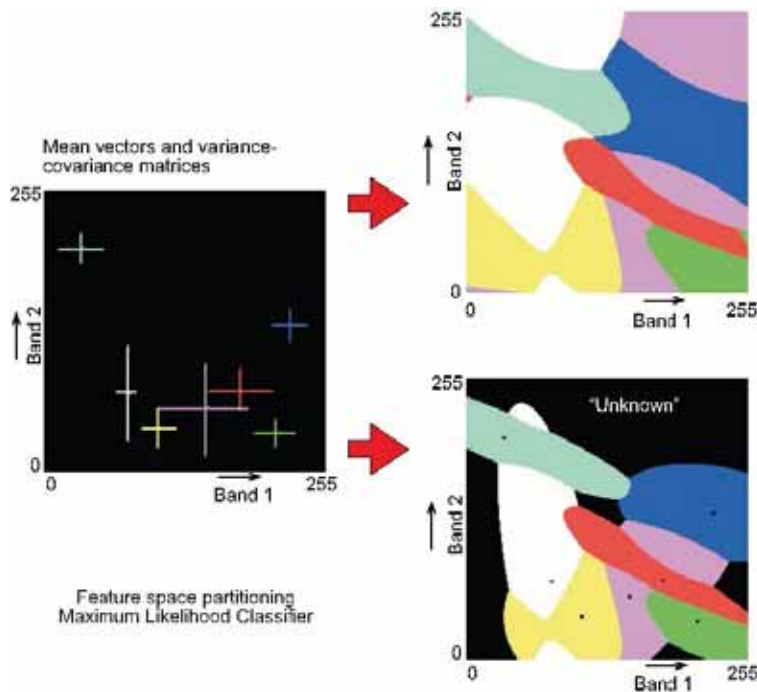 255
Band 2
0
0
255
Band 1
Mean vectors and variance-
covariance matrices
255
Band 2
0
0
255
Band 1
255
"Unknown"
Band 2
0
0
255
Band 1
Feature space partitioning
Maximum Likelihood Classifier